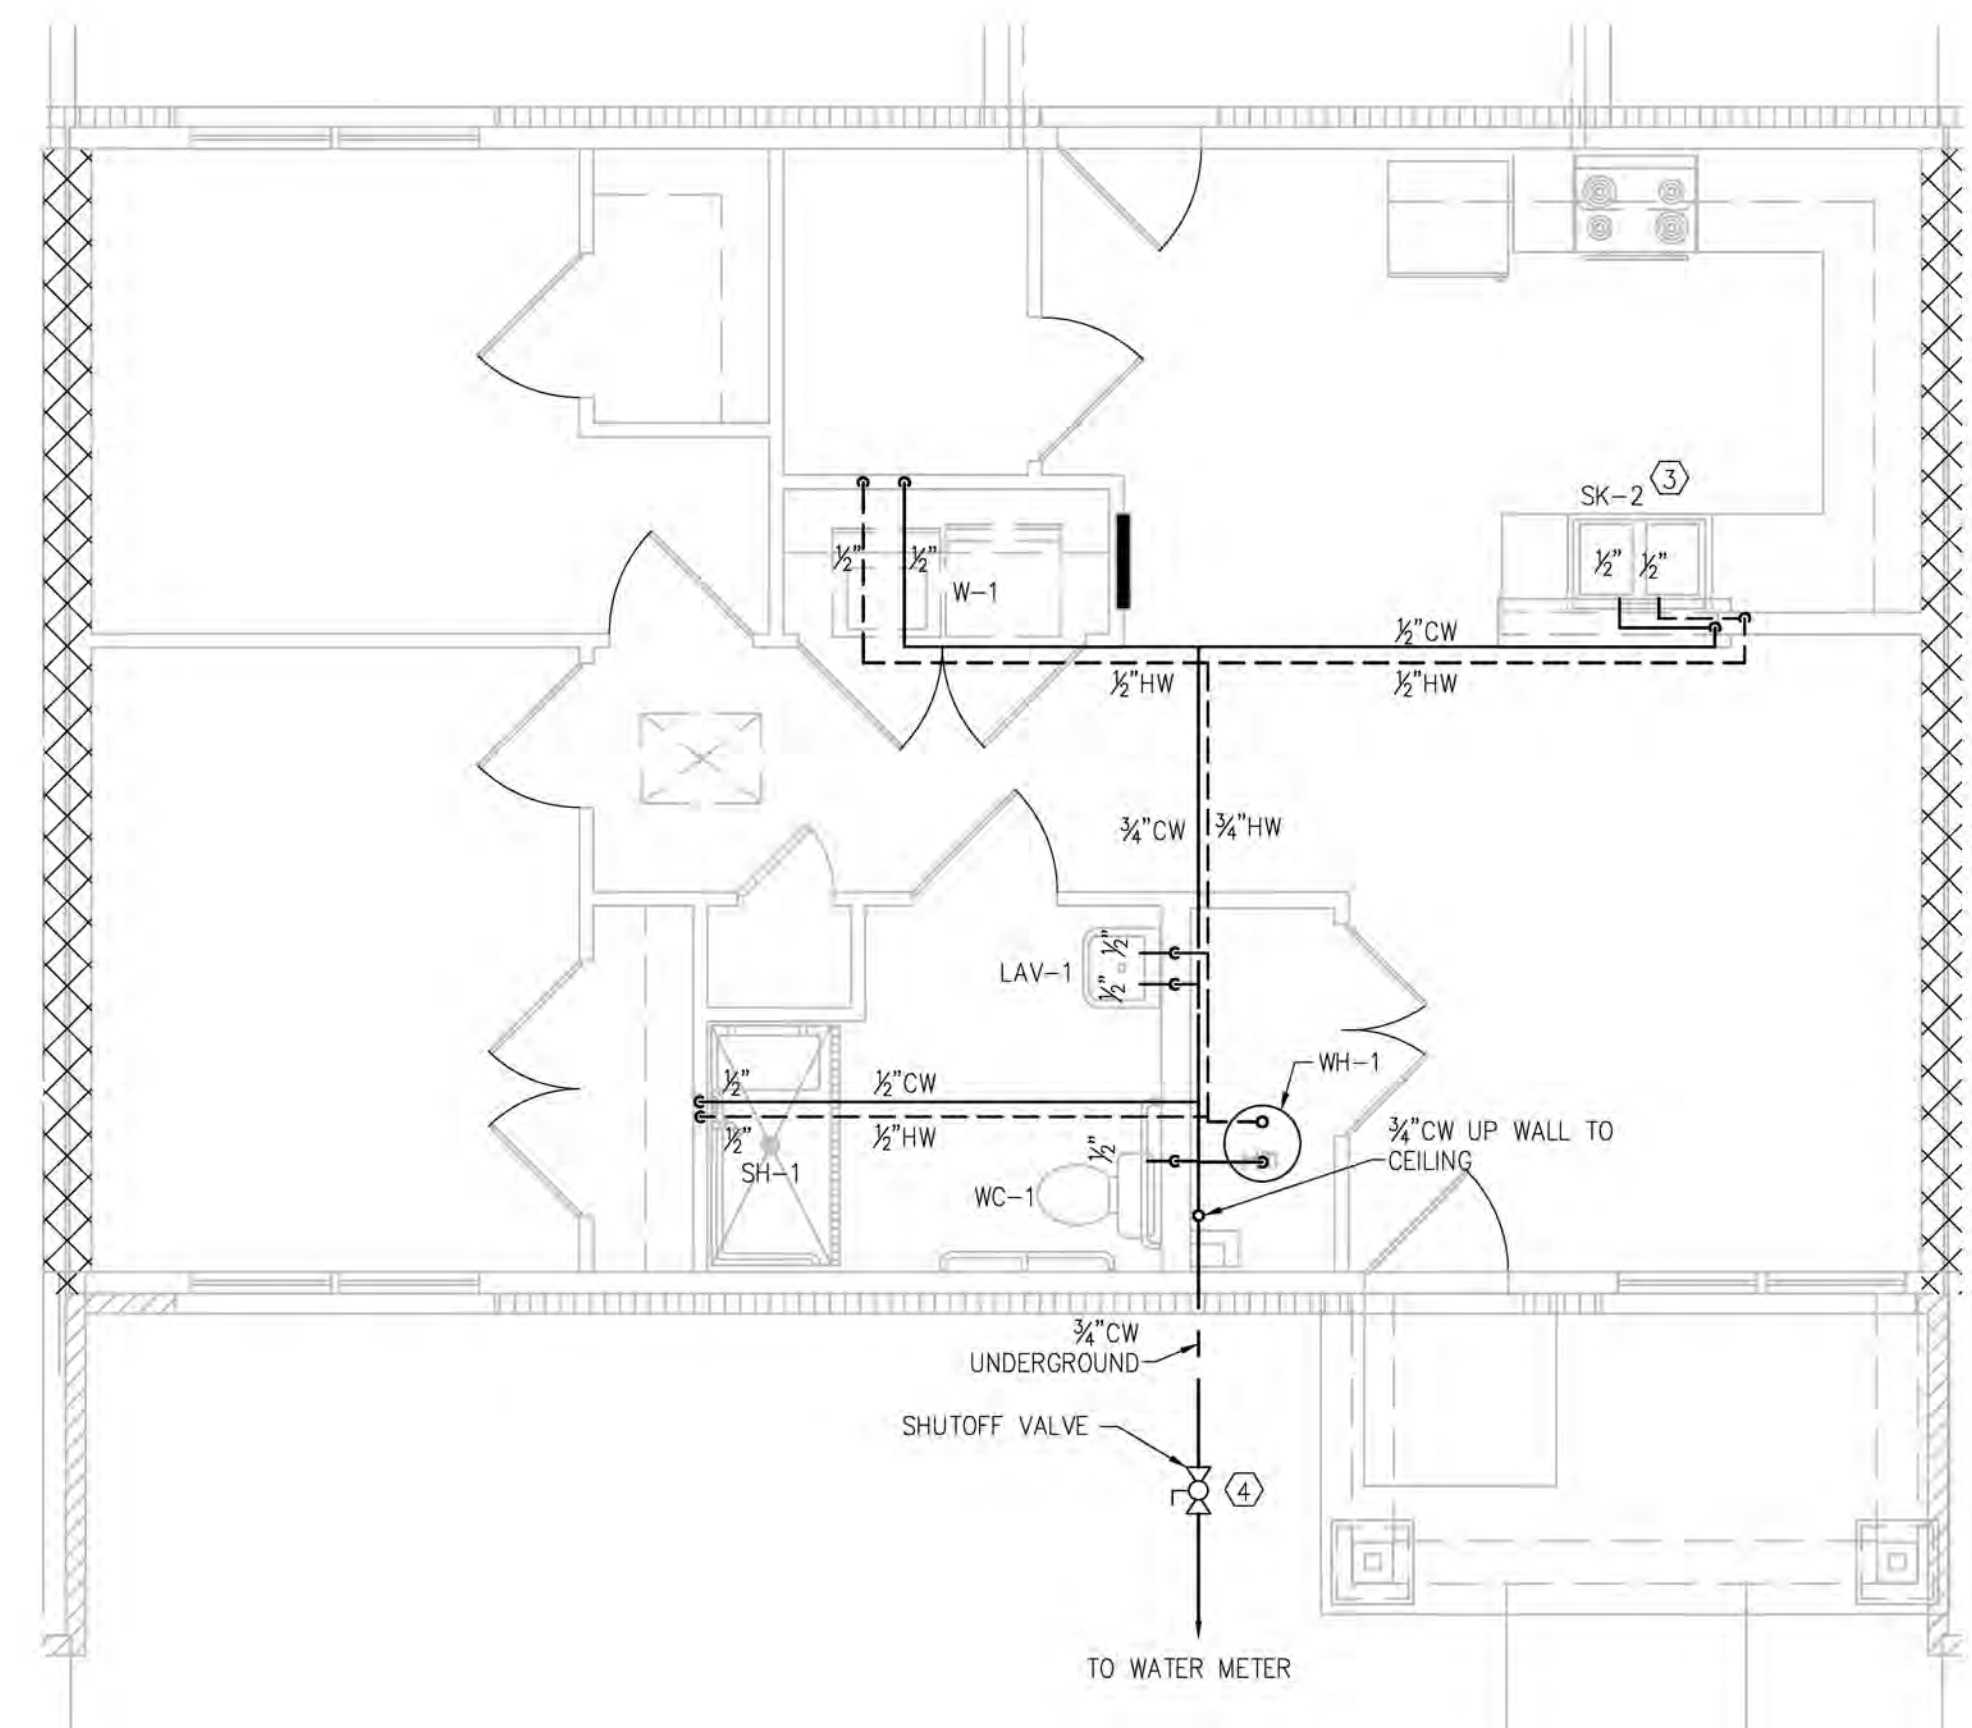 3
SK-2
½"
½"
½"
½"
W-1
½"CW
½"HW
½"HW
¾"CW
¾"HW
½"
LAV-1
½"
WH-1
½"
½"CW
¾"CW UP WALL TO
CEILING
½"
½"HW
½"
SH-1
WC-1
¾"CW
UNDERGROUND
SHUTOFF VALVE
4
TO WATER METER